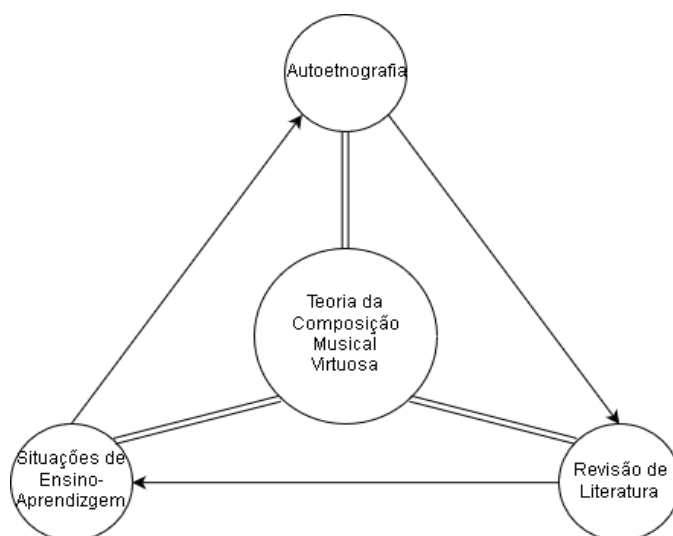 Autoetnografia
Teoria da
Composição
Musical
Virtuosa
Situações de
Ensino-
Aprendizgem
Revisão de
Literatura